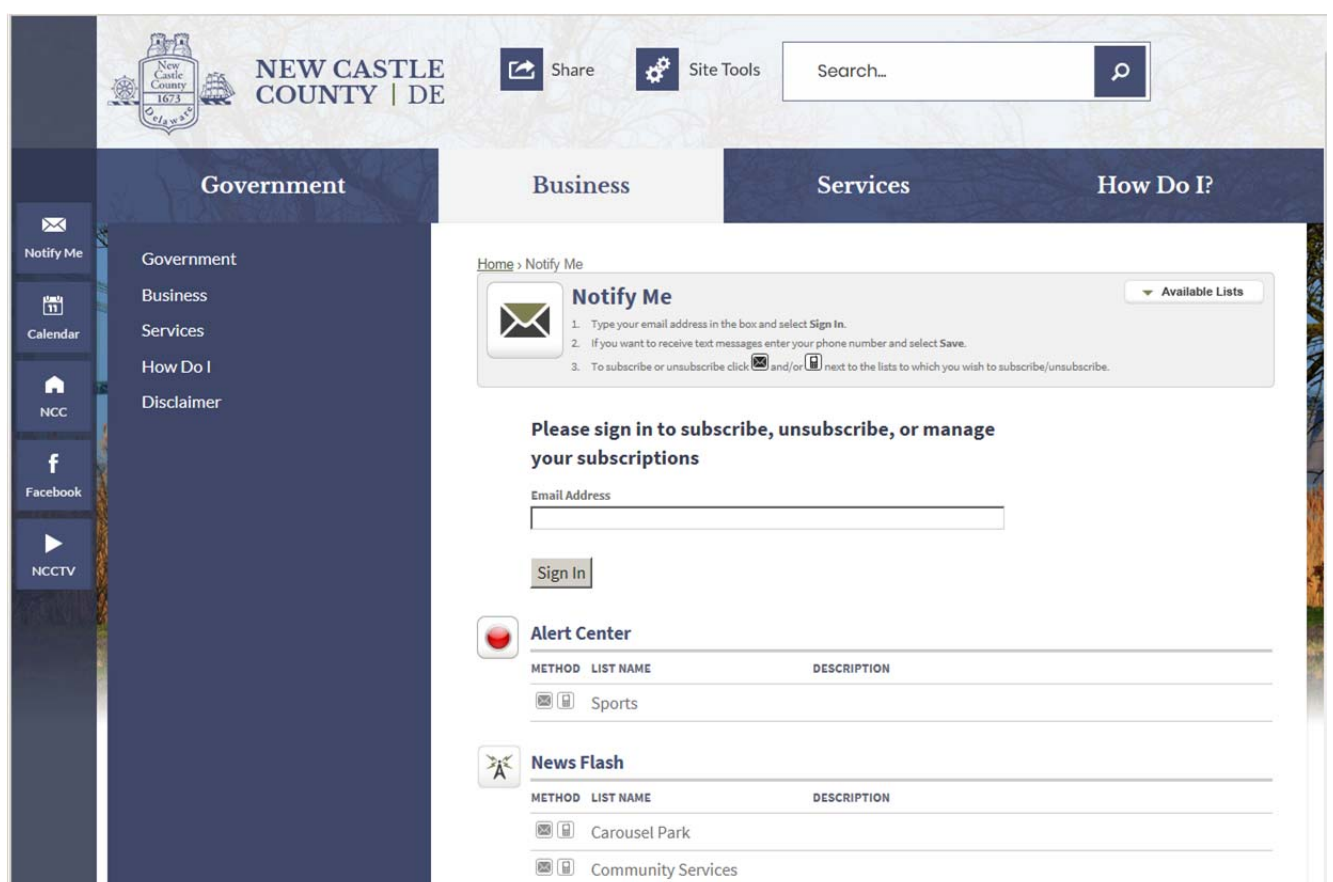 New
Castle
County
1673
Delaware
NEW CASTLE
COUNTY | DE
Share
Site Tools
Search...
Government
Business
Services
How Do I?
Notify Me
11
Calendar
NCC
f
Facebook
NCCTV
Government
Business
Services
How Do I
Disclaimer
Home › Notify Me
Notify Me
Available Lists
1. Type your email address in the box and select Sign In.
2. If you want to receive text messages enter your phone number and select Save.
3. To subscribe or unsubscribe click and/or next to the lists to which you wish to subscribe/unsubscribe.
Please sign in to subscribe, unsubscribe, or manage
your subscriptions
Email Address
Sign In
Alert Center
METHOD LIST NAME DESCRIPTION
Sports
News Flash
METHOD LIST NAME DESCRIPTION
Carousel Park
Community Services